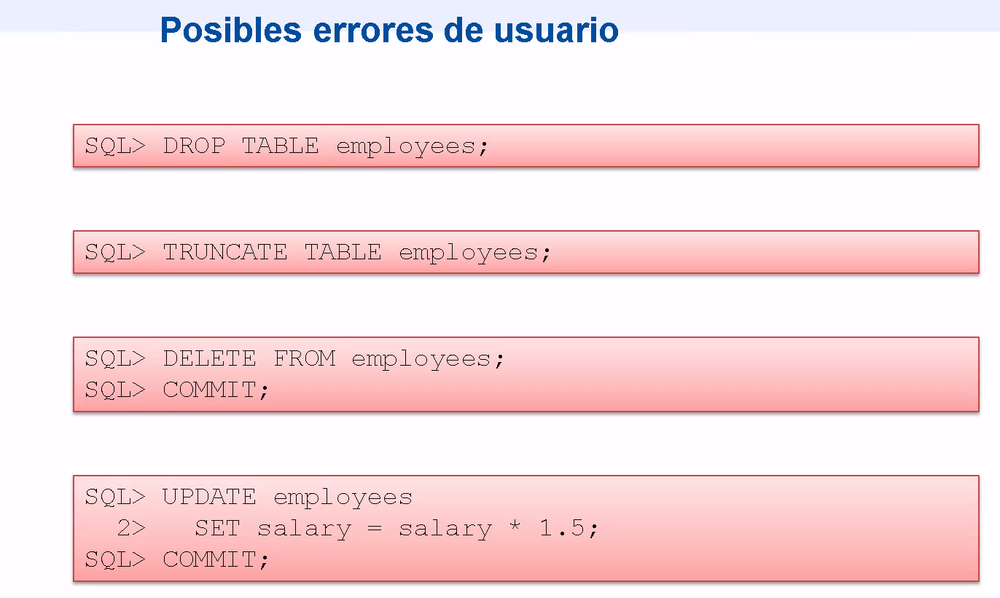 Posibles errores de usuario
SQL> DROP TABLE employees;
SQL> TRUNCATE TABLE employees;
SQL> DELETE FROM employees;
SQL> COMMIT;
SQL> UPDATE employees
2> SET salary = salary * 1.5;
SQL> COMMIT;